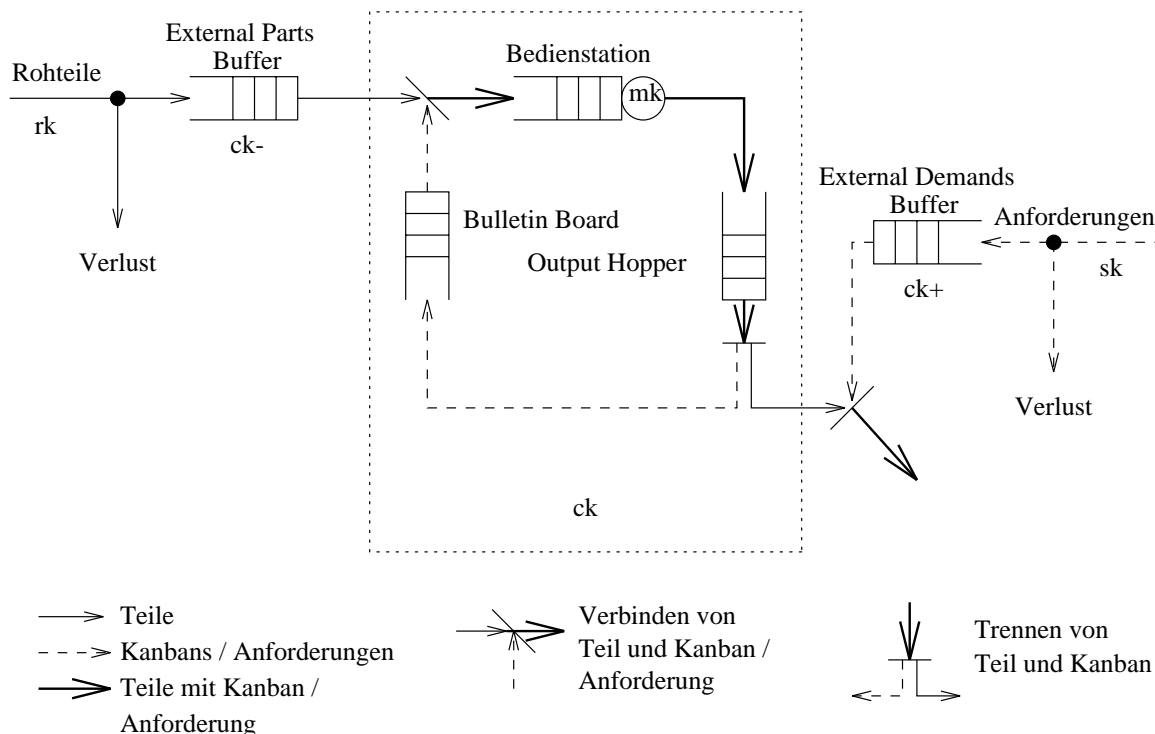 External Parts
Buffer
Bedienstation
Rohteile
mk
rk
ck-
External Demands
Buffer
Anforderungen
Bulletin Board
Verlust
Output Hopper
sk
ck+
Verlust
ck
Teile
Kanbans / Anforderungen
Teile mit Kanban /
Anforderung
Verbinden von
Teil und Kanban /
Anforderung
Trennen von
Teil und Kanban